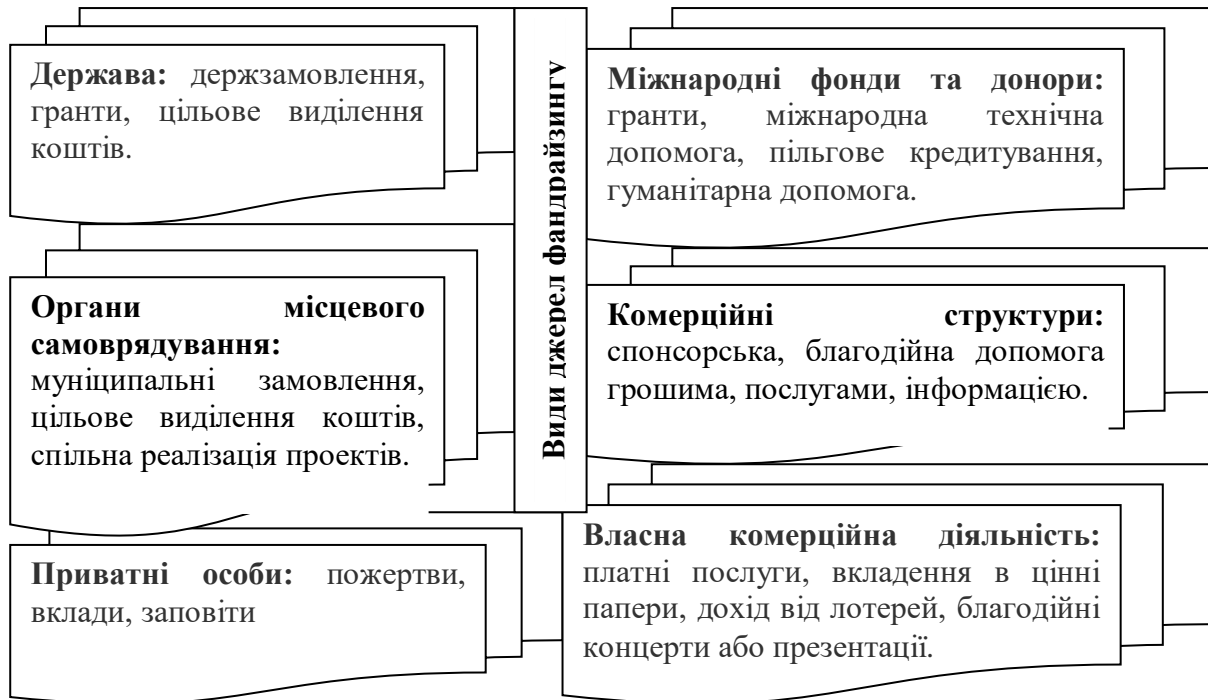 Держава: держзамовлення,
гранти, цільове виділення
коштів.
Органи місцевого
самоврядування:
муніципальні замовлення,
цільове виділення коштів,
спільна реалізація проектів.
Приватні особи: пожертви,
вклади, заповіти
Види джерел фандрайзингу
Міжнародні фонди та донори:
гранти, міжнародна технічна
допомога, пільгове кредитування,
гуманітарна допомога.
Комерційні структури:
спонсорська, благодійна допомога
грошима, послугами, інформацією.
Власна комерційна діяльність:
платні послуги, вкладення в цінні
папери, дохід від лотерей, благодійні
концерти або презентації.